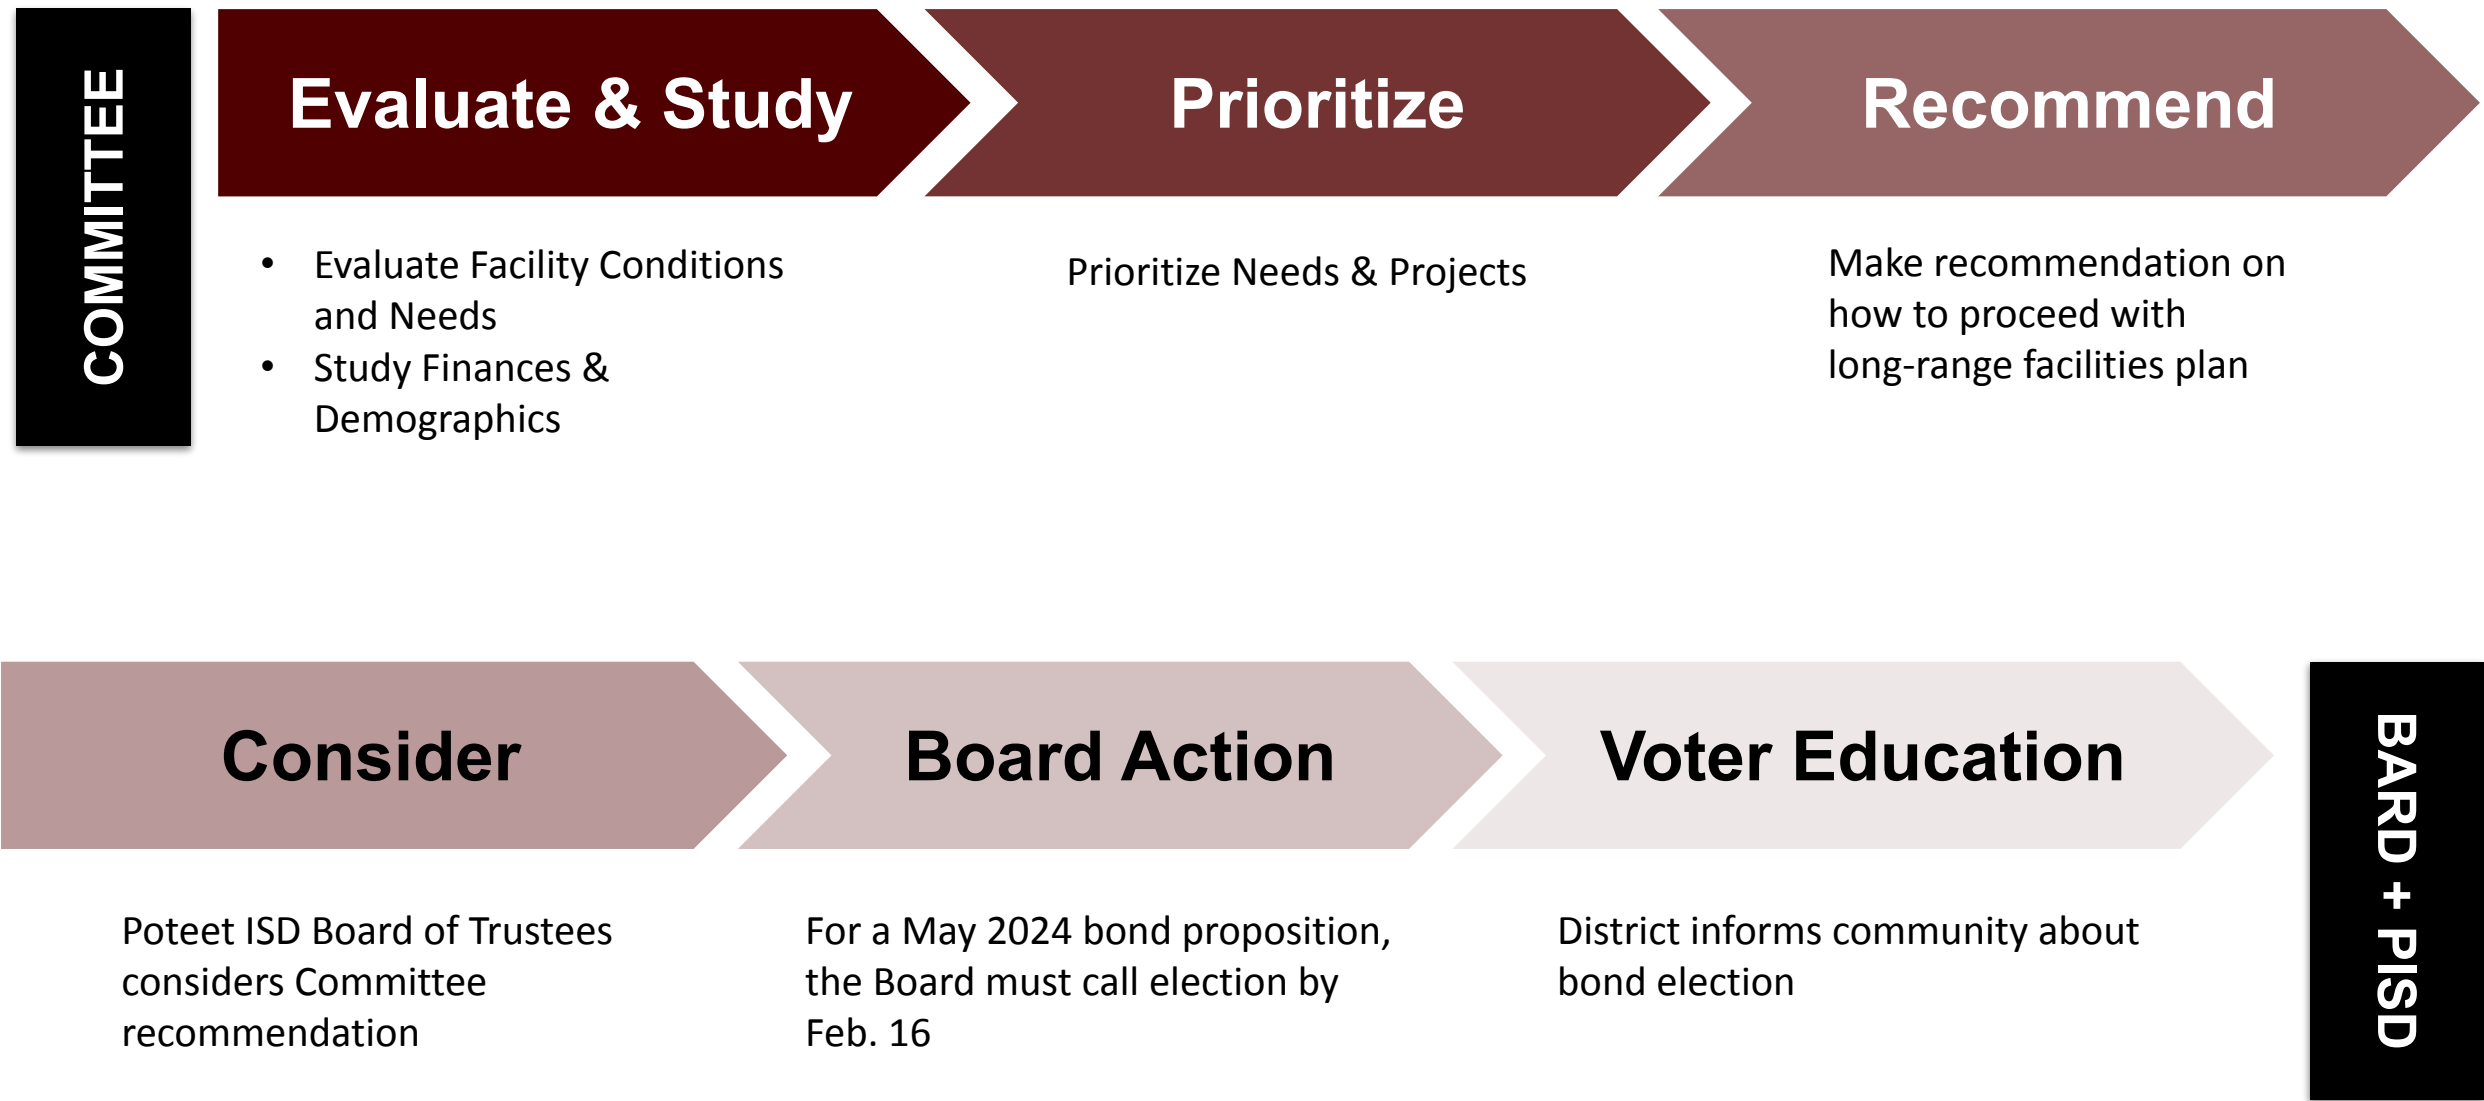 COMMITTEE
Evaluate & Study
Prioritize
Recommend
• Evaluate Facility Conditions
and Needs
• Study Finances &
Demographics
Prioritize Needs & Projects
Make recommendation on
how to proceed with
long-range facilities plan
Consider
Board Action
Voter Education
BARD + PISD
Poteet ISD Board of Trustees
considers Committee
recommendation
For a May 2024 bond proposition,
the Board must call election by
Feb. 16
District informs community about
bond election